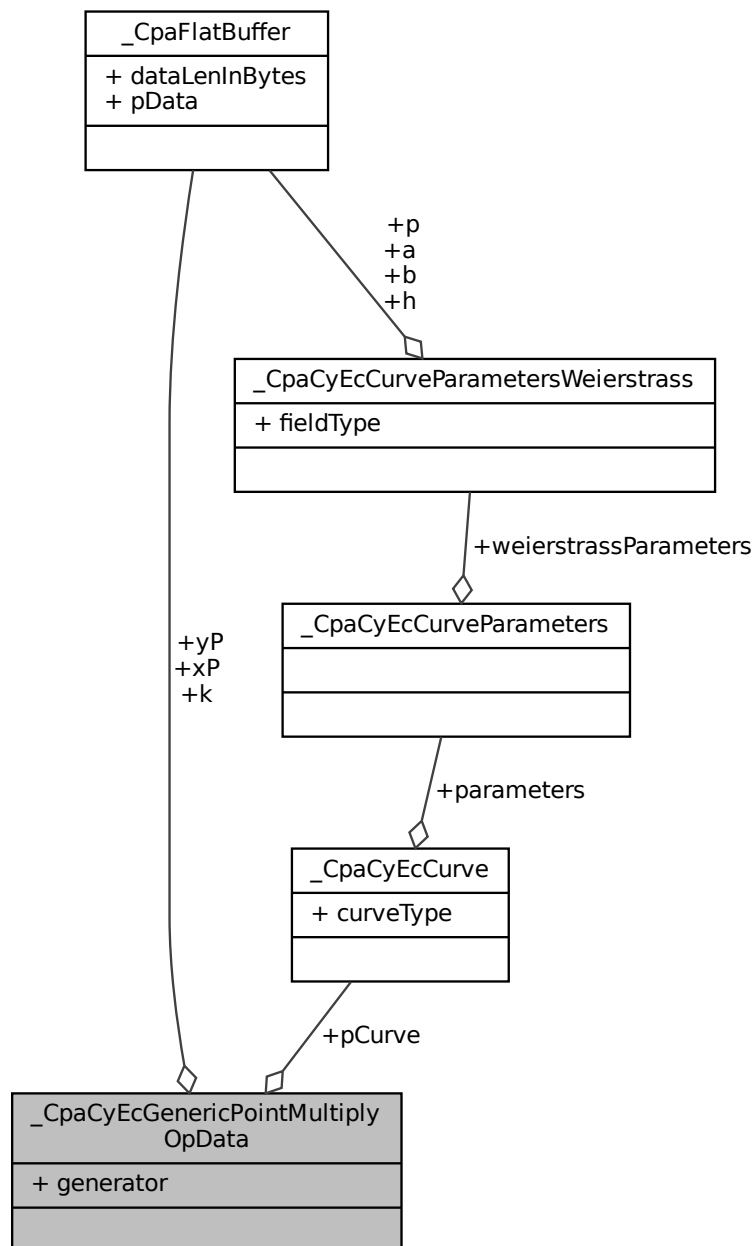 _CpaFlatBuffer
+ dataLenInBytes
+ pData
+p
+a
+b
+h
_CpaCyEcCurveParametersWeierstrass
+ fieldType
+weierstrassParameters
_CpaCyEcCurveParameters
+yP
+xP
+k
+parameters
_CpaCyEcCurve
+ curveType
+pCurve
_CpaCyEcGenericPointMultiply
OpData
+ generator